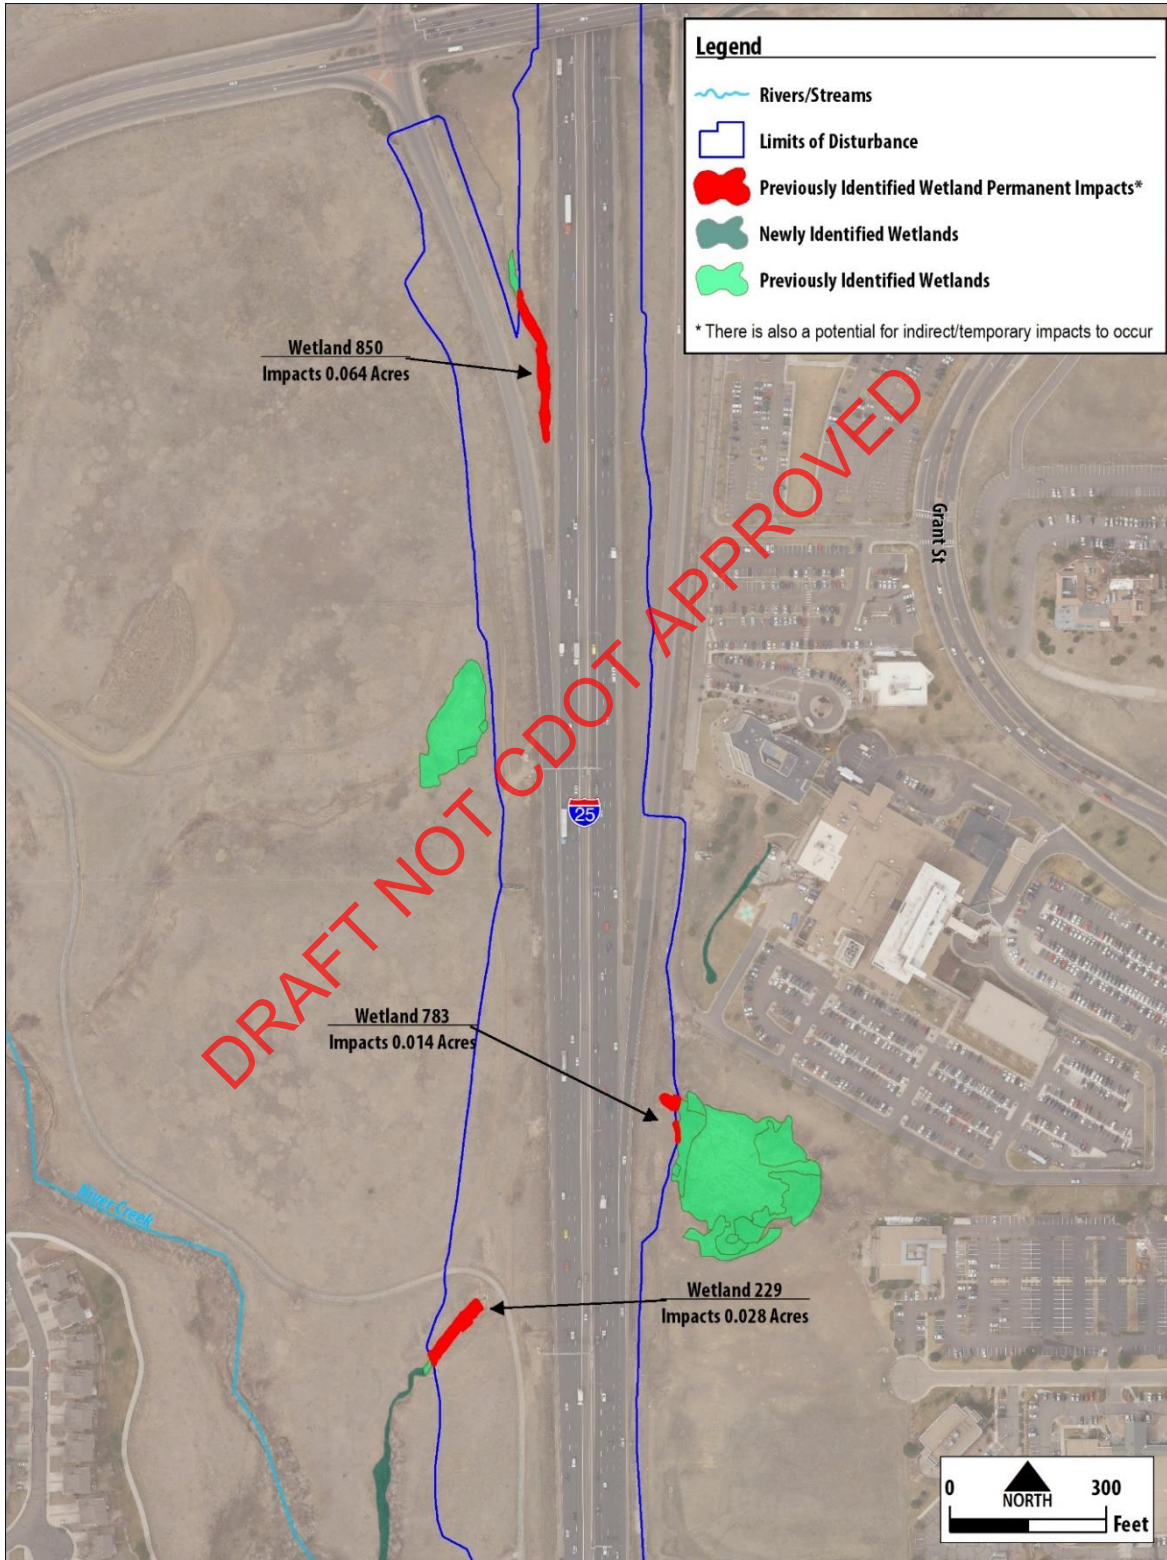 Legend
Rivers/Streams
Limits of Disturbance
Previously Identified Wetland Permanent Impacts*
Newly Identified Wetlands
Previously Identified Wetlands
* There is also a potential for indirect/temporary impacts to occur
Wetland 850
Impacts 0.064 Acres
Grant St
DRAFT NOT CDOT APPROVED
25
Wetland 783
Impacts 0.014 Acres
Niver Creek
Wetland 229
Impacts 0.028 Acres
0 300
NORTH
Feet